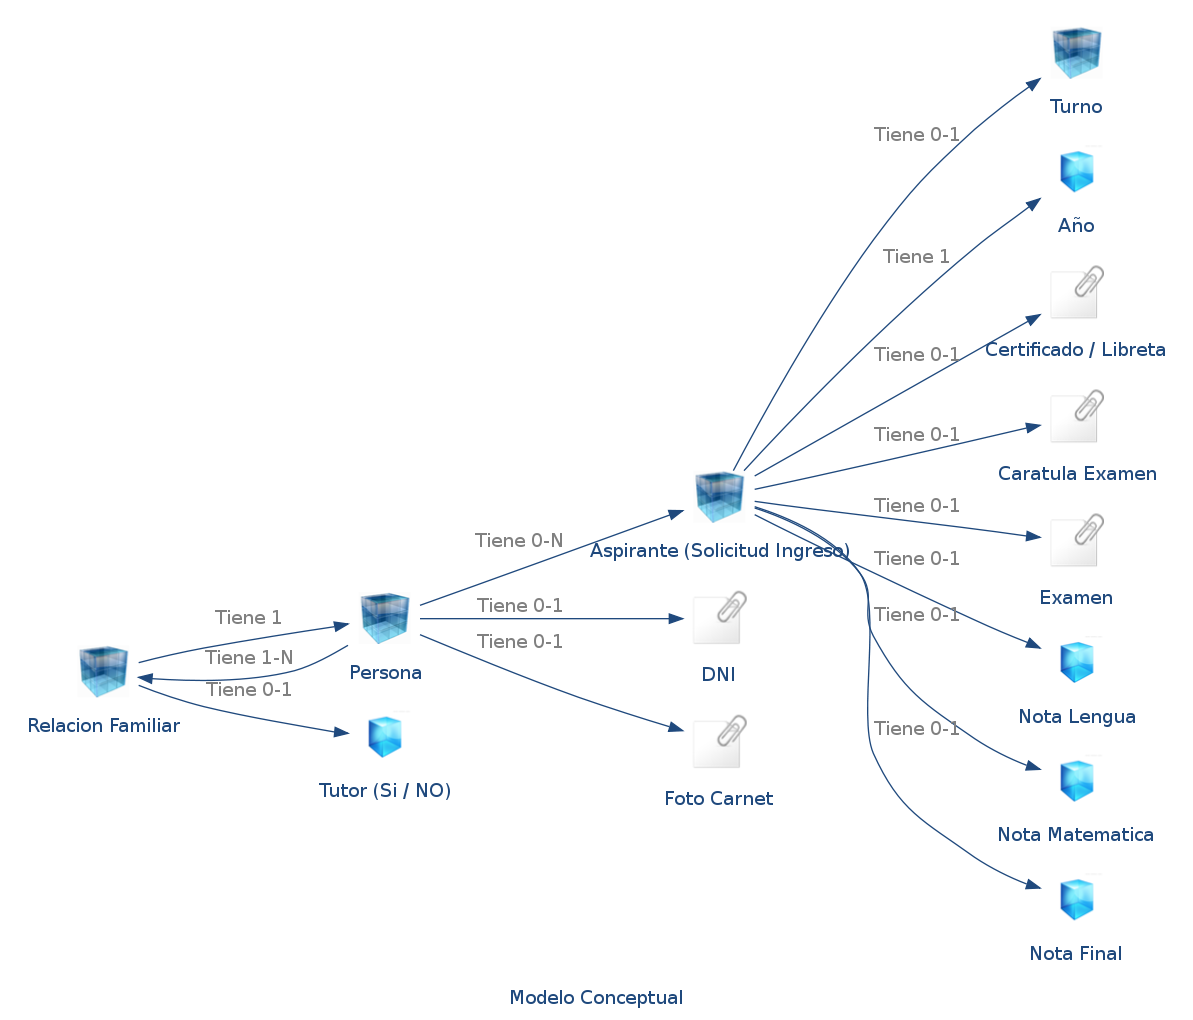 Turno
Tiene 0-1
Año
Tiene 1
Certificado / Libreta
Tiene 0-1
Caratula Examen
Tiene 0-1
Examen
Tiene 0-1
Aspirante (Solicitud Ingreso)
Tiene 0-N
Tiene 0-1
Nota Lengua
Tiene 0-1
Nota Matematica
Tiene 0-1
Nota Final
Tiene 0-1
DNI
Tiene 0-1
Foto Carnet
Tiene 1
Persona
Tiene 1-N
Relacion Familiar
Tiene 0-1
Tutor (Si / NO)
Modelo Conceptual